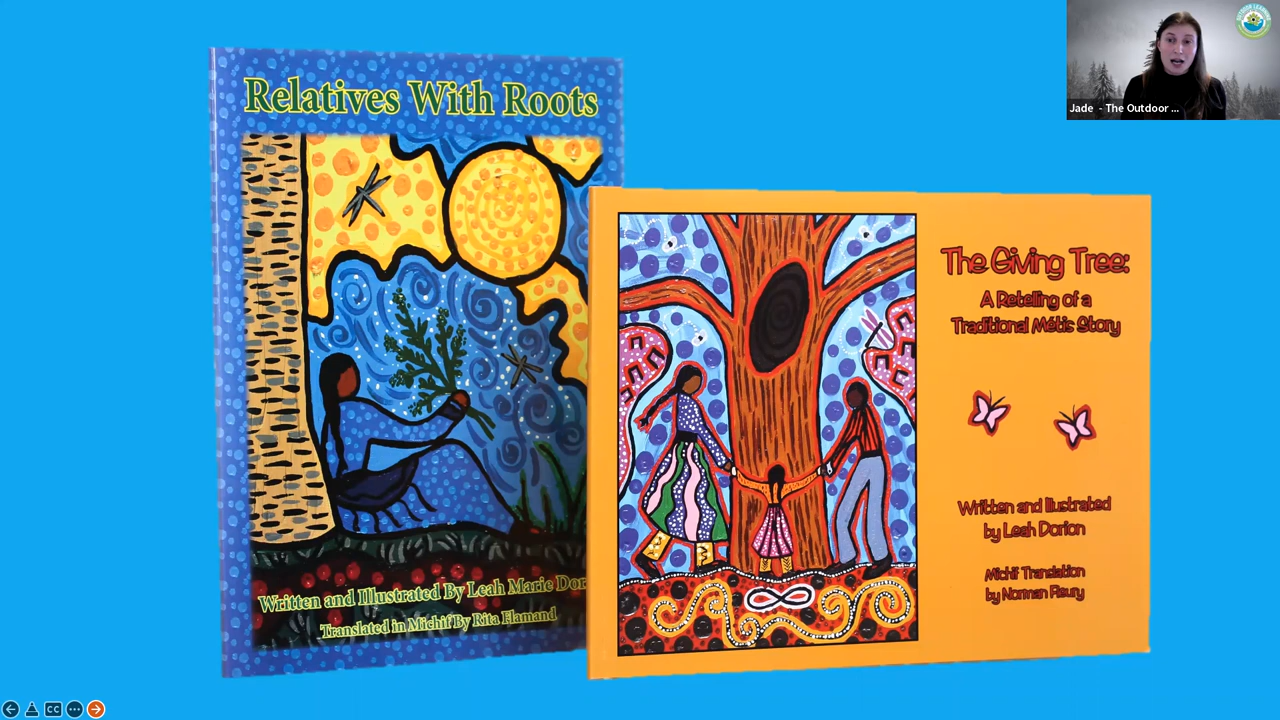 Relatives With Roots
Written and Illustrated By Leah Marie
Translated in Michif By Rita Flamand
The Giving Tree:
A Retelling of a
Traditional Métis Story
Written and Illustrated
by Leah Dorion
Michif Translation
by Norman Fleury
OUTDOOR LEARNING
Jade - The Outdoor ...
CC